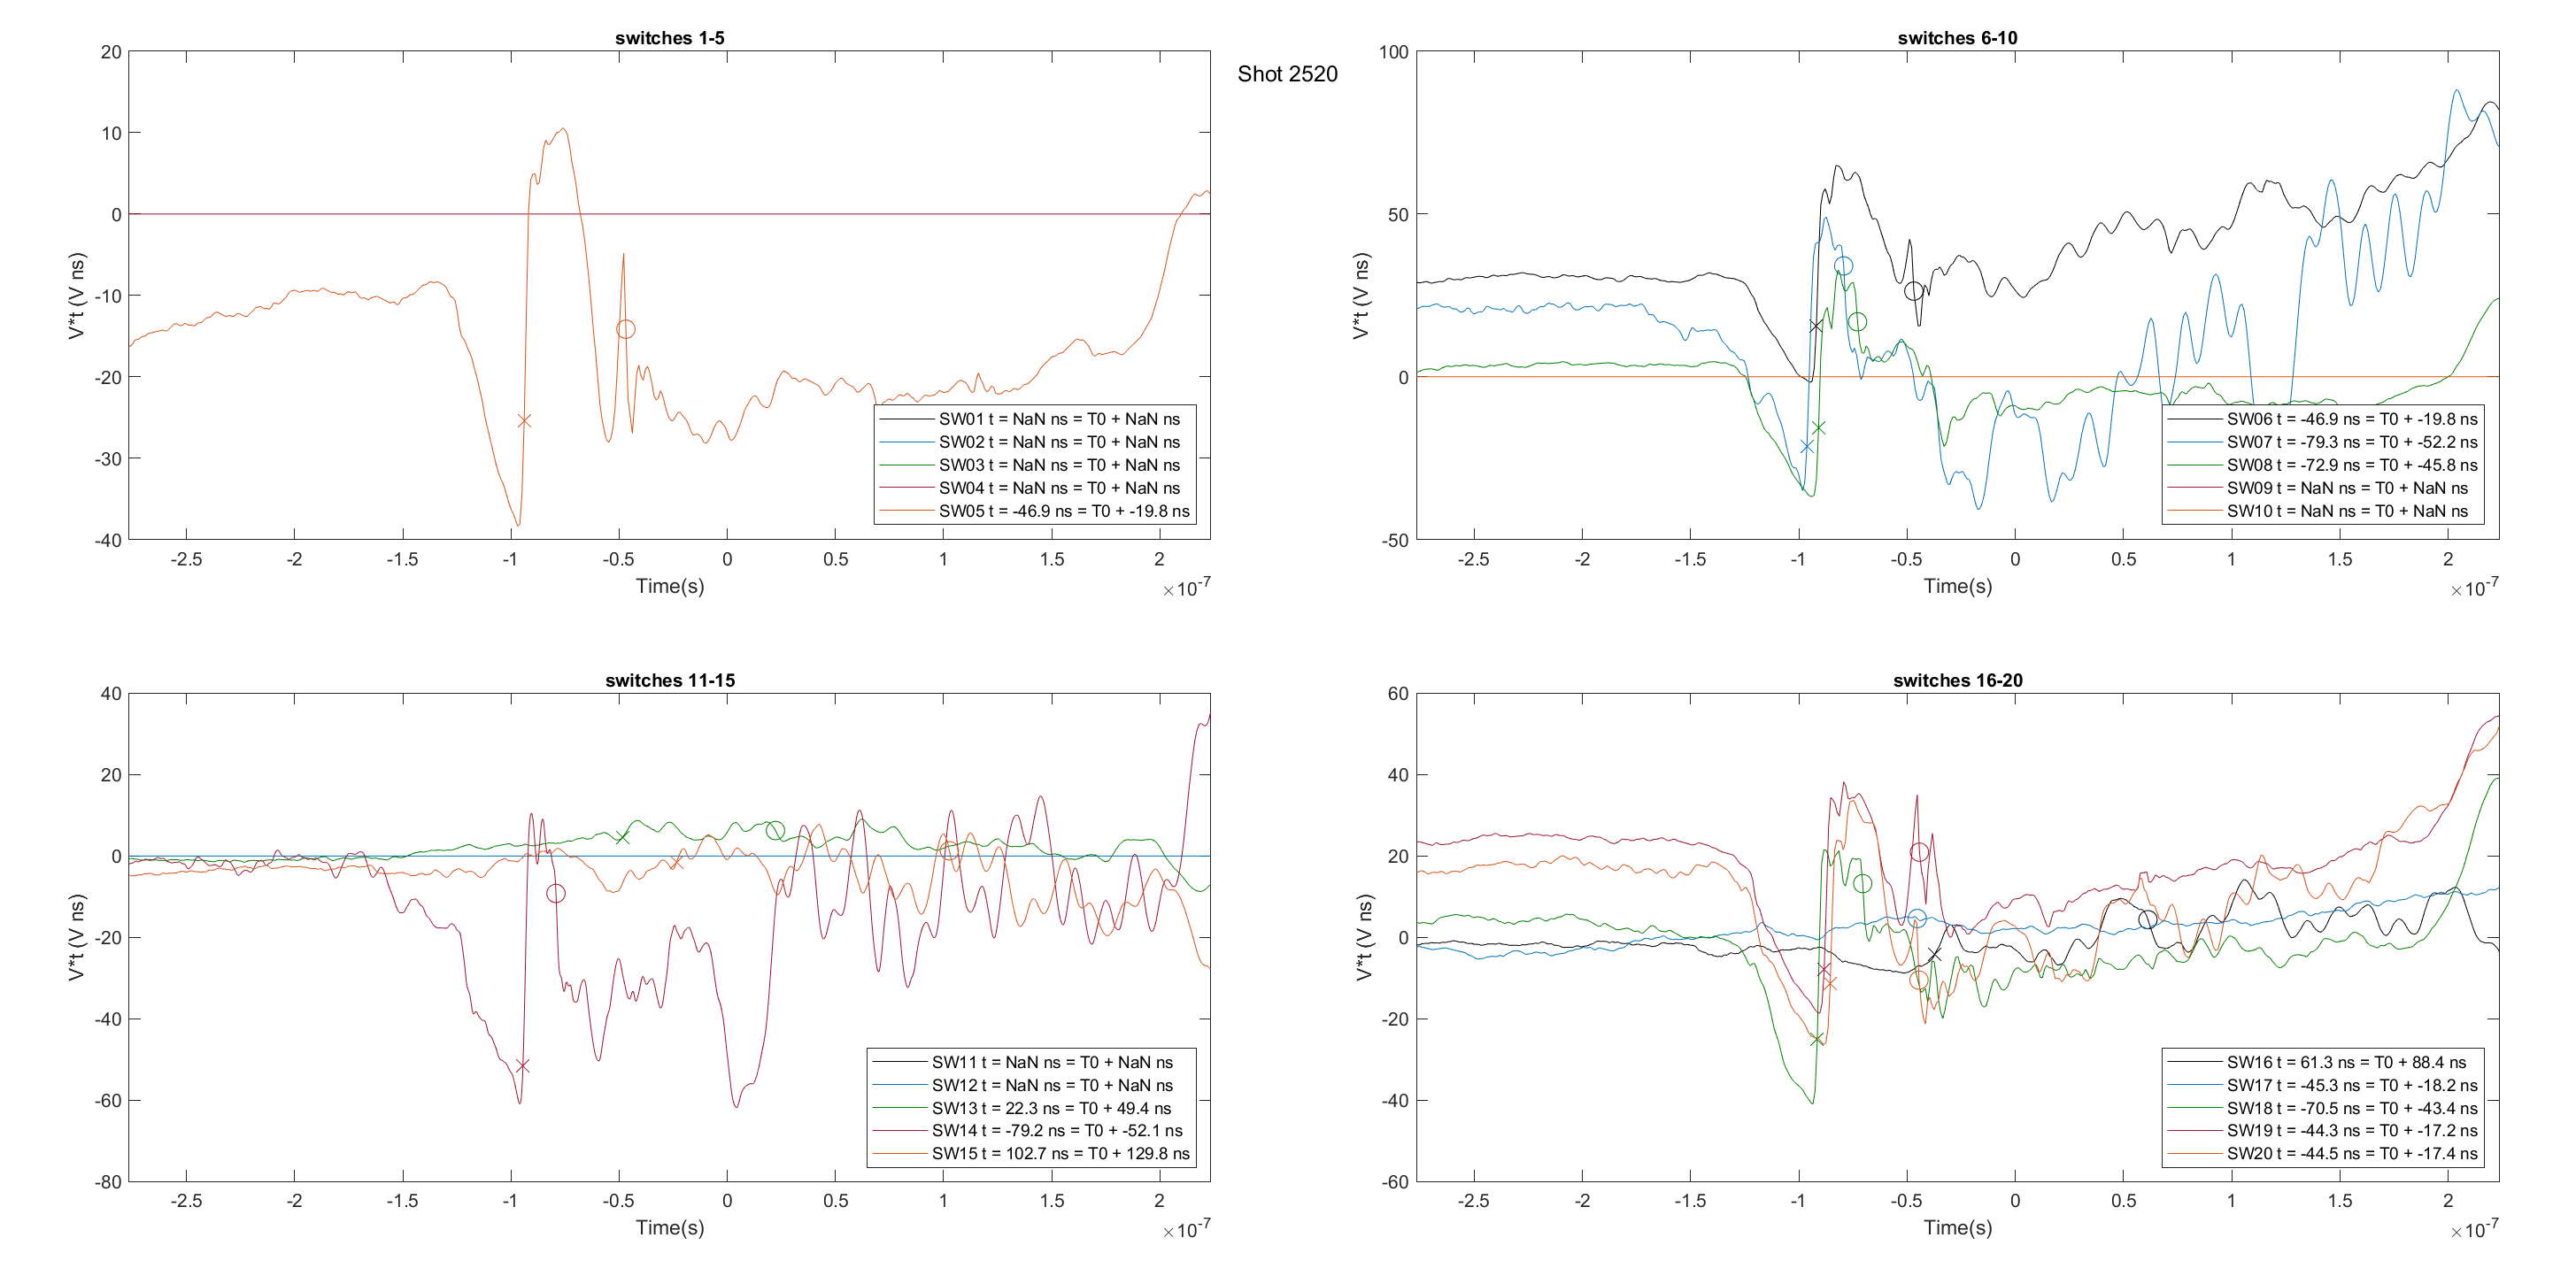 Shot 2520
switches 1-5
20
10
0
-10
-20
-30
-40
V*t (V ns)
-2.5 -2 -1.5 -1 -0.5 0 0.5 1 1.5 2
Time(s)
×10-7
SW01 t = NaN ns = T0 + NaN ns
SW02 t = NaN ns = T0 + NaN ns
SW03 t = NaN ns = T0 + NaN ns
SW04 t = NaN ns = T0 + NaN ns
SW05 t = -46.9 ns = T0 + -19.8 ns
switches 6-10
100
50
0
-50
V*t (V ns)
-2.5 -2 -1.5 -1 -0.5 0 0.5 1 1.5 2
Time(s)
×10-7
SW06 t = -46.9 ns = T0 + -19.8 ns
SW07 t = -79.3 ns = T0 + -52.2 ns
SW08 t = -72.9 ns = T0 + -45.8 ns
SW09 t = NaN ns = T0 + NaN ns
SW10 t = NaN ns = T0 + NaN ns
switches 11-15
40
20
0
-20
-40
-60
-80
V*t (V ns)
-2.5 -2 -1.5 -1 -0.5 0 0.5 1 1.5 2
Time(s)
×10-7
SW11 t = NaN ns = T0 + NaN ns
SW12 t = NaN ns = T0 + NaN ns
SW13 t = 22.3 ns = T0 + 49.4 ns
SW14 t = -79.2 ns = T0 + -52.1 ns
SW15 t = 102.7 ns = T0 + 129.8 ns
switches 16-20
60
40
20
0
-20
-40
-60
V*t (V ns)
-2.5 -2 -1.5 -1 -0.5 0 0.5 1 1.5 2
Time(s)
×10-7
SW16 t = 61.3 ns = T0 + 88.4 ns
SW17 t = -45.3 ns = T0 + -18.2 ns
SW18 t = -70.5 ns = T0 + -43.4 ns
SW19 t = -44.3 ns = T0 + -17.2 ns
SW20 t = -44.5 ns = T0 + -17.4 ns